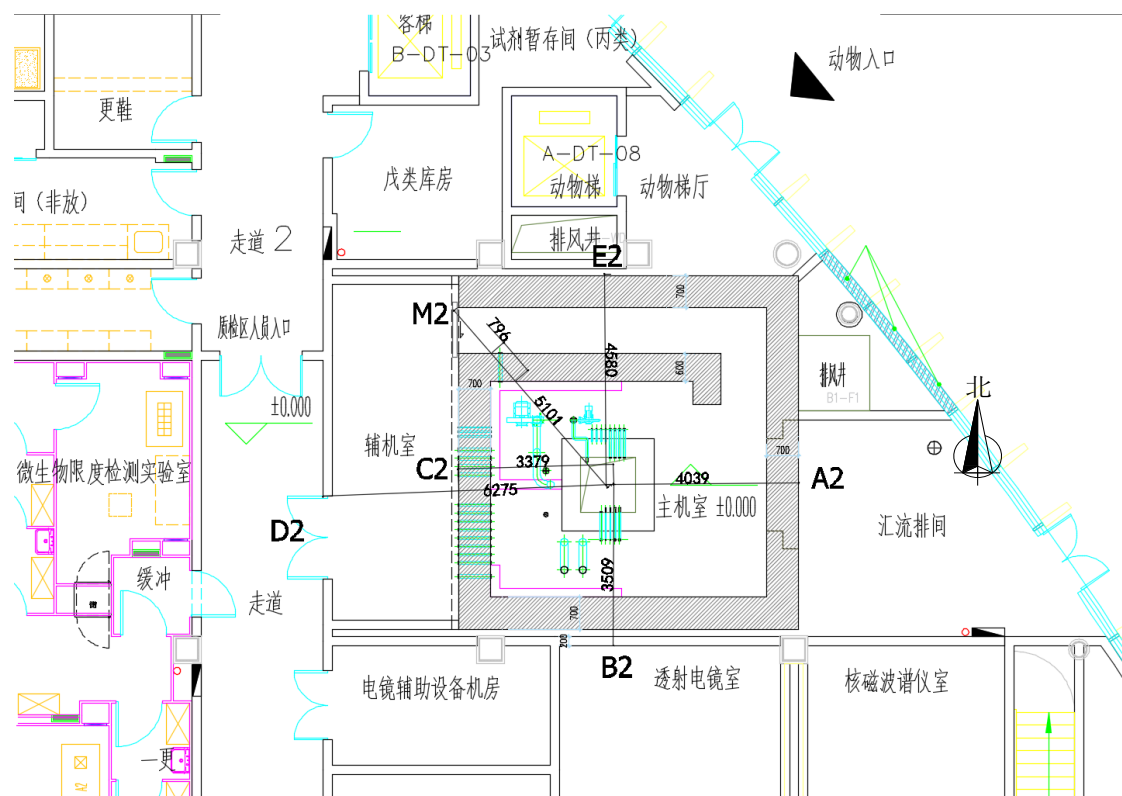 客梯
B-DT-03
试剂暂存间（丙类）
动物入口
更鞋
A-DT-08
戊类库房
动物梯
动物梯厅
间（非放）
走道 2
排风井
E2
M2
700
质检区人员入口
796
4580
600
700
排风井
B1-F1
±0.000
5101
北
辅机室
微生物限度检测实验室
C2
3379
700
6275
4039
A2
主机室 ±0.000
D2
汇流排间
缓冲
3509
走道
700
200
B2
电镜辅助设备机房
透射电镜室
核磁波谱仪室
一更
A2